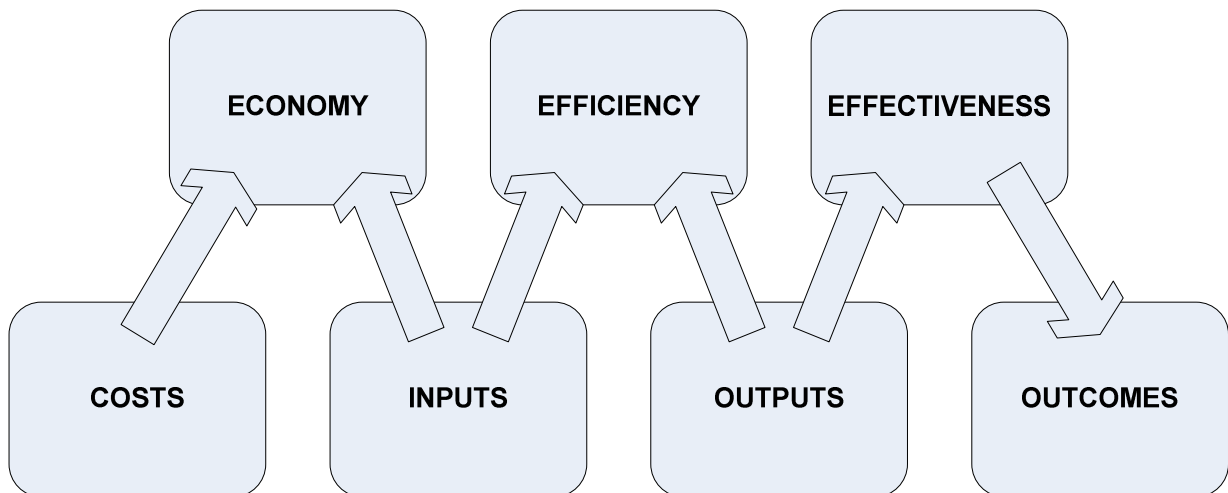 ECONOMY
EFFICIENCY
EFFECTIVENESS
COSTS
INPUTS
OUTPUTS
OUTCOMES